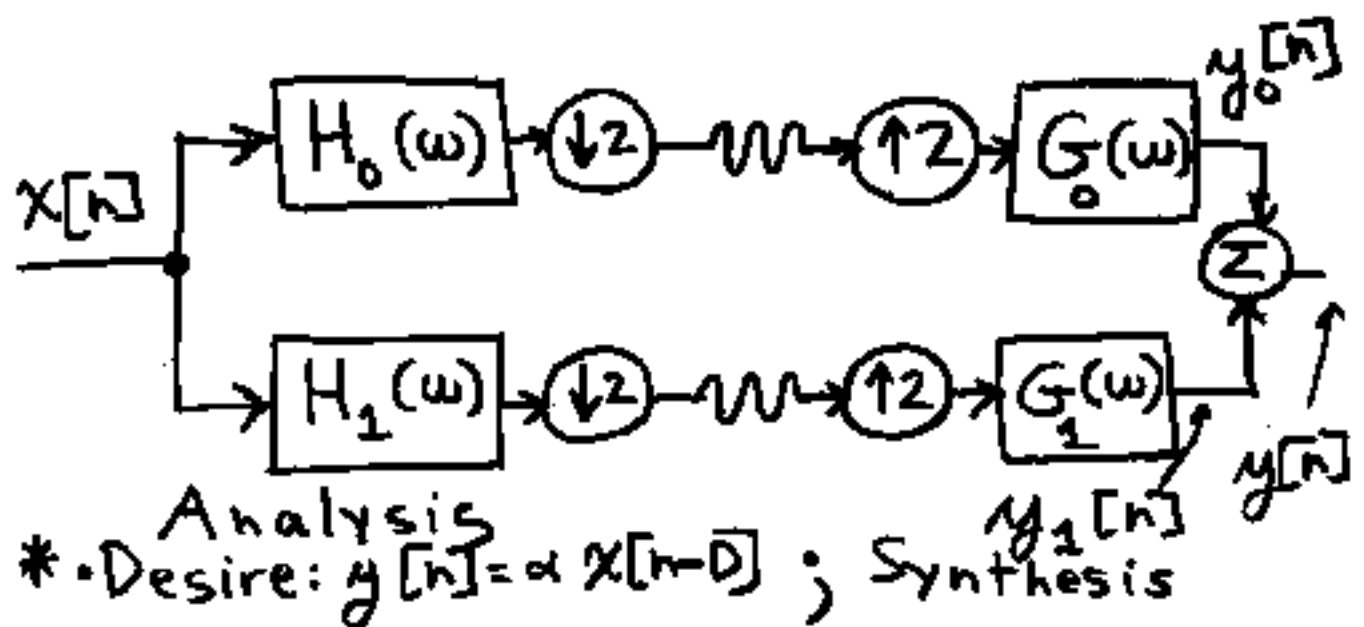 y₀[n]
H₀(ω) ↓2 ↑2 G₀(ω)
x[n]
Σ
H₁(ω) ↓2 ↑2 G₁(ω)
y[n]
Analysis y₁[n]
*·Desire: y[n]=α x[n-D] ; Synthesis